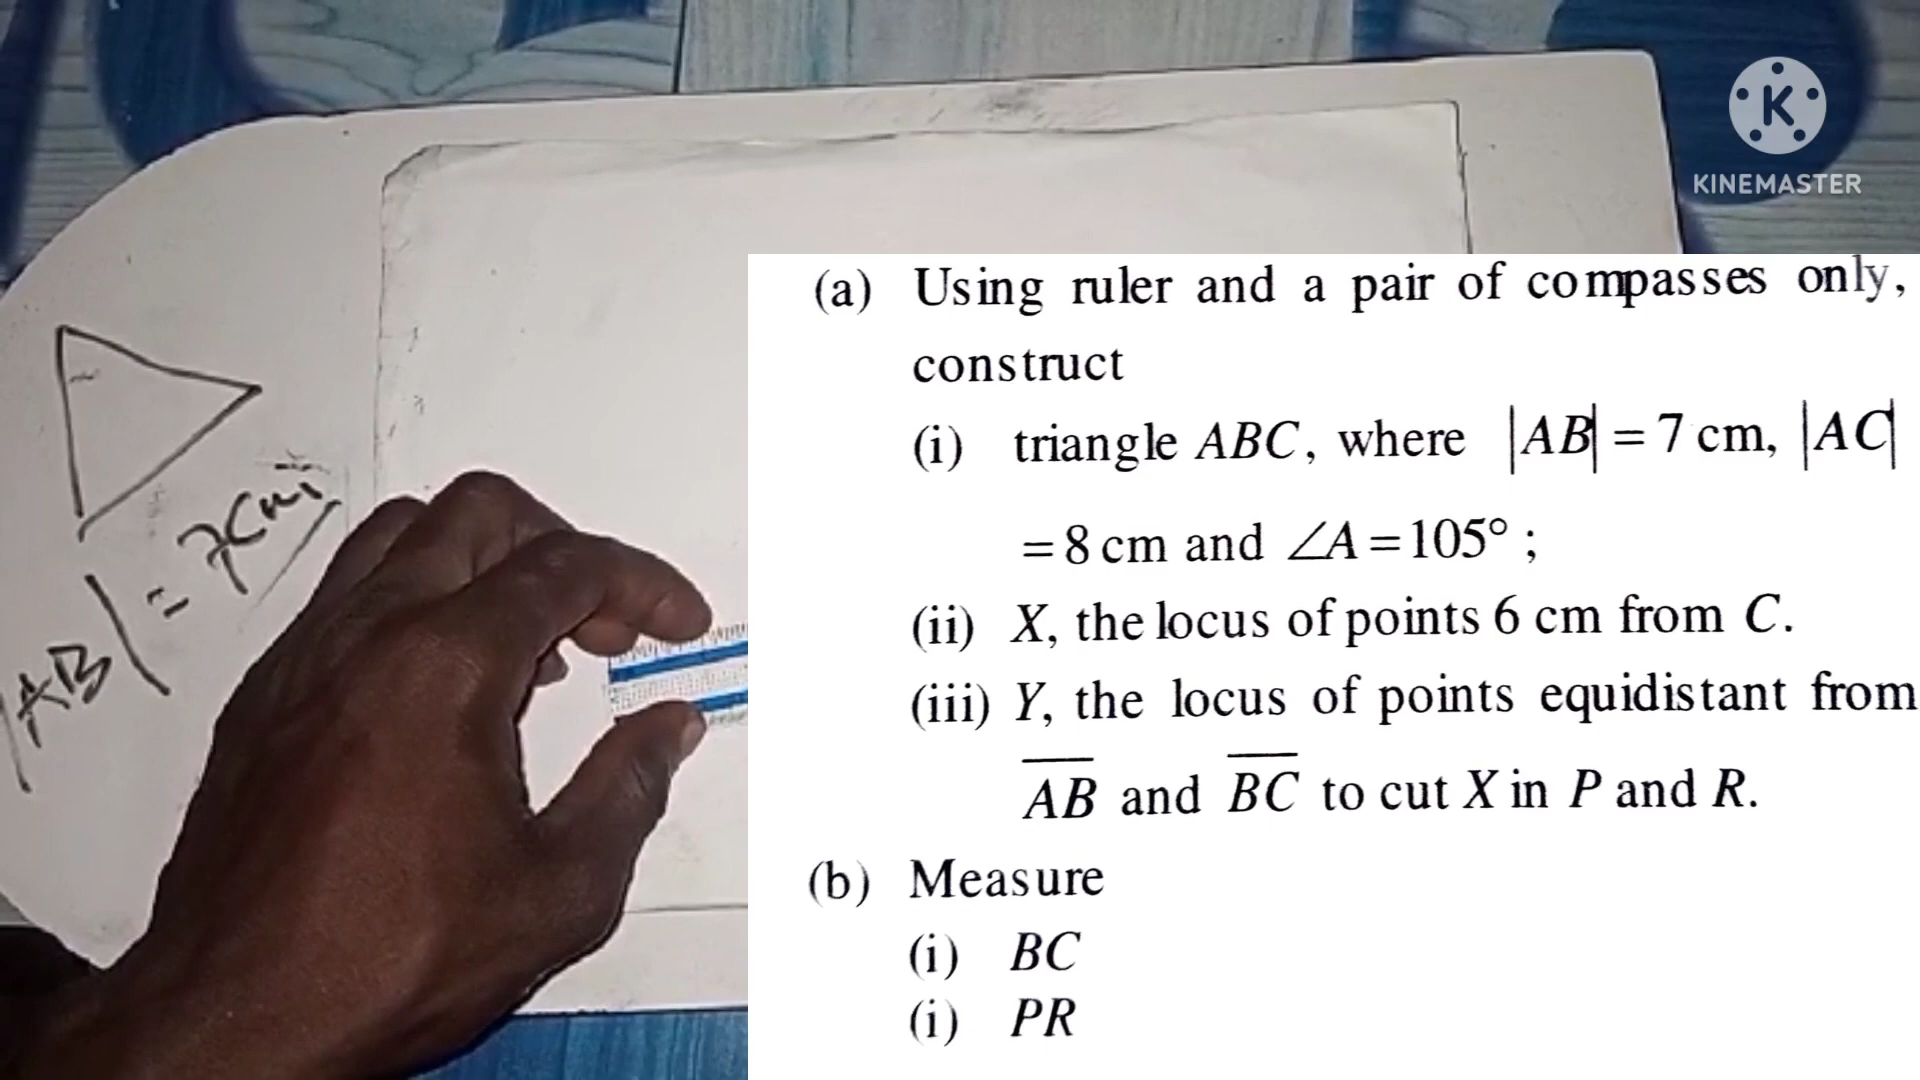 KINEMASTER
(a) Using ruler and a pair of compasses only,
construct
(i) triangle ABC, where |AB| = 7 cm, |AC|
= 8 cm and ∠A = 105° ;
(ii) X, the locus of points 6 cm from C.
(iii) Y, the locus of points equidistant from
A̅B̅ and B̅C̅ to cut X in P and R.
(b) Measure
(i) BC
(i) PR
|AB| = 7cm